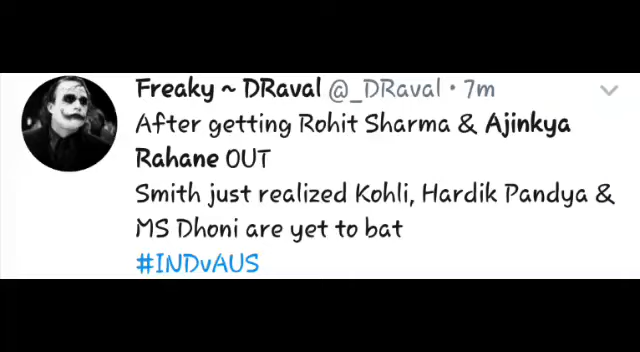 Freaky ~ DRaval @_DRaval • 7m
After getting Rohit Sharma & Ajinkya
Rahane OUT
Smith just realized Kohli, Hardik Pandya &
MS Dhoni are yet to bat
#INDvAUS